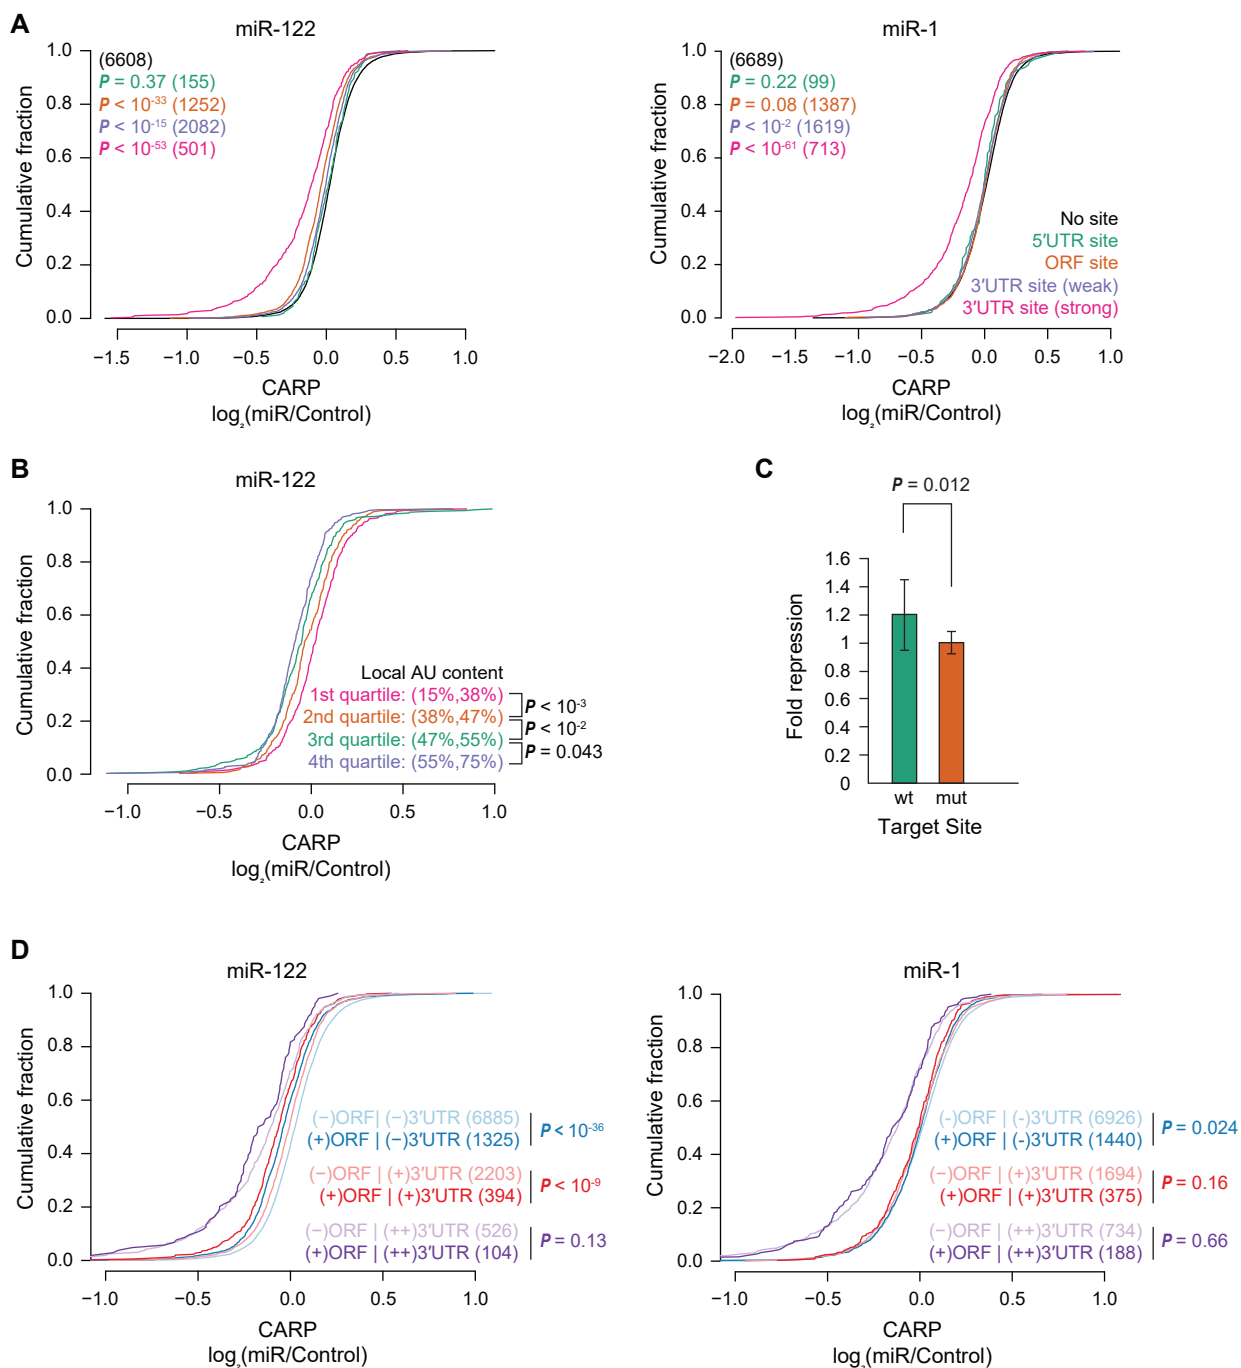 A
miR-122
1.0
0.8
0.6
0.4
0.2
0.0
Cumulative fraction
(6608)
P = 0.37 (155)
P < 10-33 (1252)
P < 10-15 (2082)
P < 10-53 (501)
−1.5 −1.0 −0.5 0.0 0.5 1.0
CARP
log2(miR/Control)
miR-1
1.0
0.8
0.6
0.4
0.2
0.0
Cumulative fraction
(6689)
P = 0.22 (99)
P = 0.08 (1387)
P < 10-2 (1619)
P < 10-61 (713)
No site
5′UTR site
ORF site
3′UTR site (weak)
3′UTR site (strong)
−2.0 −1.5 −1.0 −0.5 0.0 0.5 1.0
CARP
log2(miR/Control)
B
miR-122
1.0
0.8
0.6
0.4
0.2
0.0
Cumulative fraction
Local AU content
1st quartile: (15%,38%)
2nd quartile: (38%,47%)
3rd quartile: (47%,55%)
4th quartile: (55%,75%)
P < 10-3
P < 10-2
P = 0.043
−1.0 −0.5 0.0 0.5 1.0
CARP
log2(miR/Control)
C
P = 0.012
1.6
1.4
1.2
1
0.8
0.6
0.4
0.2
0
Fold repression
wt mut
Target Site
D
miR-122
1.0
0.8
0.6
0.4
0.2
0.0
Cumulative fraction
(−)ORF| (−)3′UTR (6885)
(+)ORF | (−)3′UTR (1325)
P < 10-36
(−)ORF | (+)3′UTR (2203)
(+)ORF | (+)3′UTR (394)
P < 10-9
(−)ORF | (++)3′UTR (526)
(+)ORF | (++)3′UTR (104)
P = 0.13
−1.0 −0.5 0.0 0.5 1.0
CARP
log2(miR/Control)
miR-1
1.0
0.8
0.6
0.4
0.2
0.0
Cumulative fraction
(-)ORF | (-)3′UTR (6926)
(+)ORF | (-)3′UTR (1440)
P = 0.024
(−)ORF | (+)3′UTR (1694)
(+)ORF | (+)3′UTR (375)
P = 0.16
(−)ORF | (++)3′UTR (734)
(+)ORF | (++)3′UTR (188)
P = 0.66
−1.0 −0.5 0.0 0.5 1.0
CARP
log2(miR/Control)